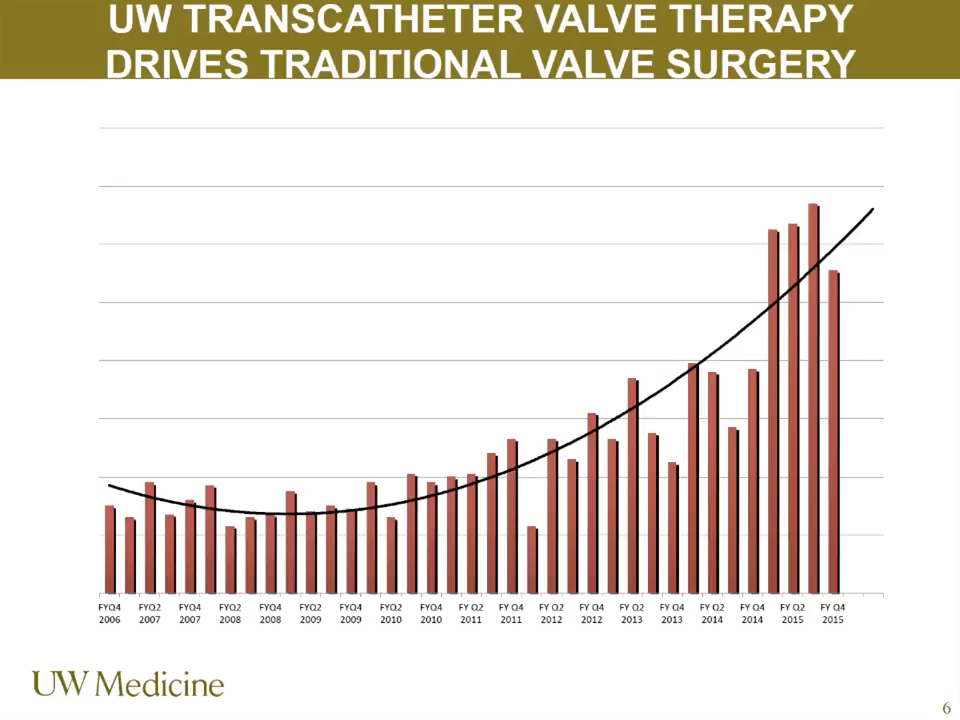 UW TRANSCATHETER VALVE THERAPY
DRIVES TRADITIONAL VALVE SURGERY
FYQ4 FYQ2 FYQ4 FYQ2 FYQ4 FYQ2 FYQ4 FYQ2 FYQ4 FY Q2 FY Q4 FY Q2 FY Q4 FY Q2 FY Q4 FY Q2 FY Q4 FY Q2 FY Q4
2006 2007 2007 2008 2008 2009 2009 2010 2010 2011 2011 2012 2012 2013 2013 2014 2014 2015 2015
UW Medicine
6